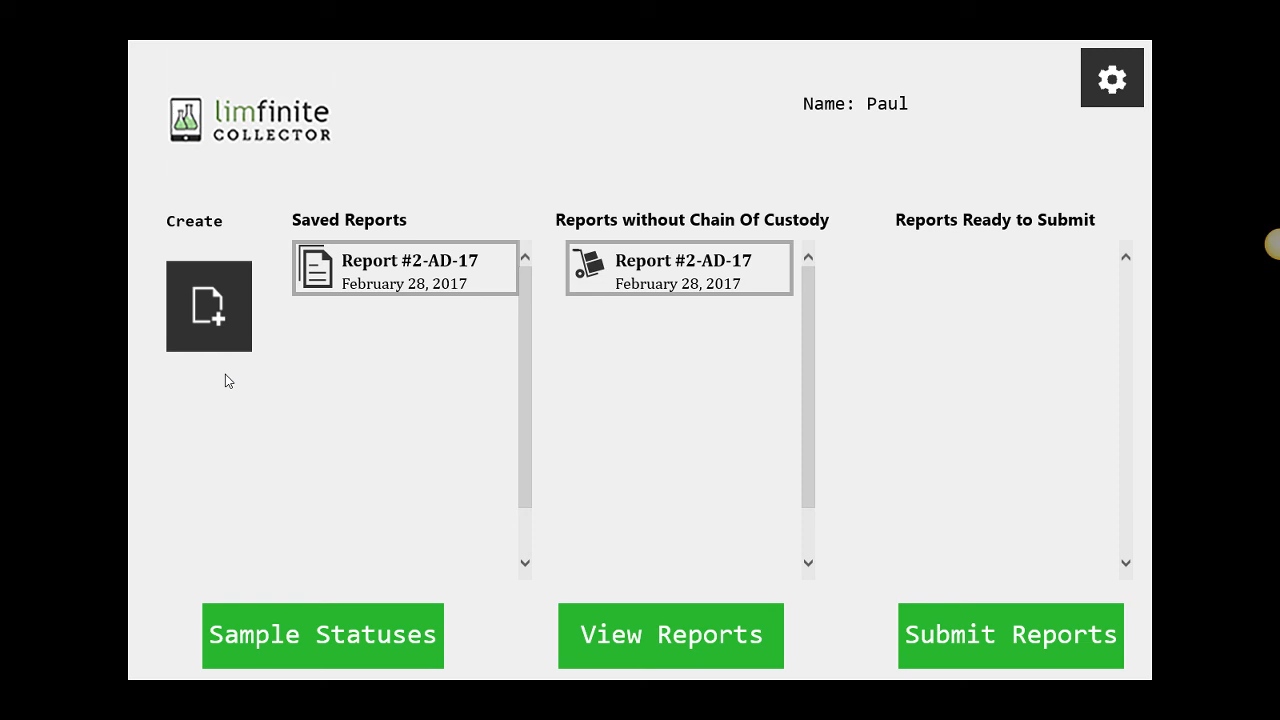 limfinite
COLLECTOR
Name: Paul
Create
Saved Reports
Reports without Chain Of Custody
Reports Ready to Submit
Report #2-AD-17
February 28, 2017
Report #2-AD-17
February 28, 2017
Sample Statuses
View Reports
Submit Reports